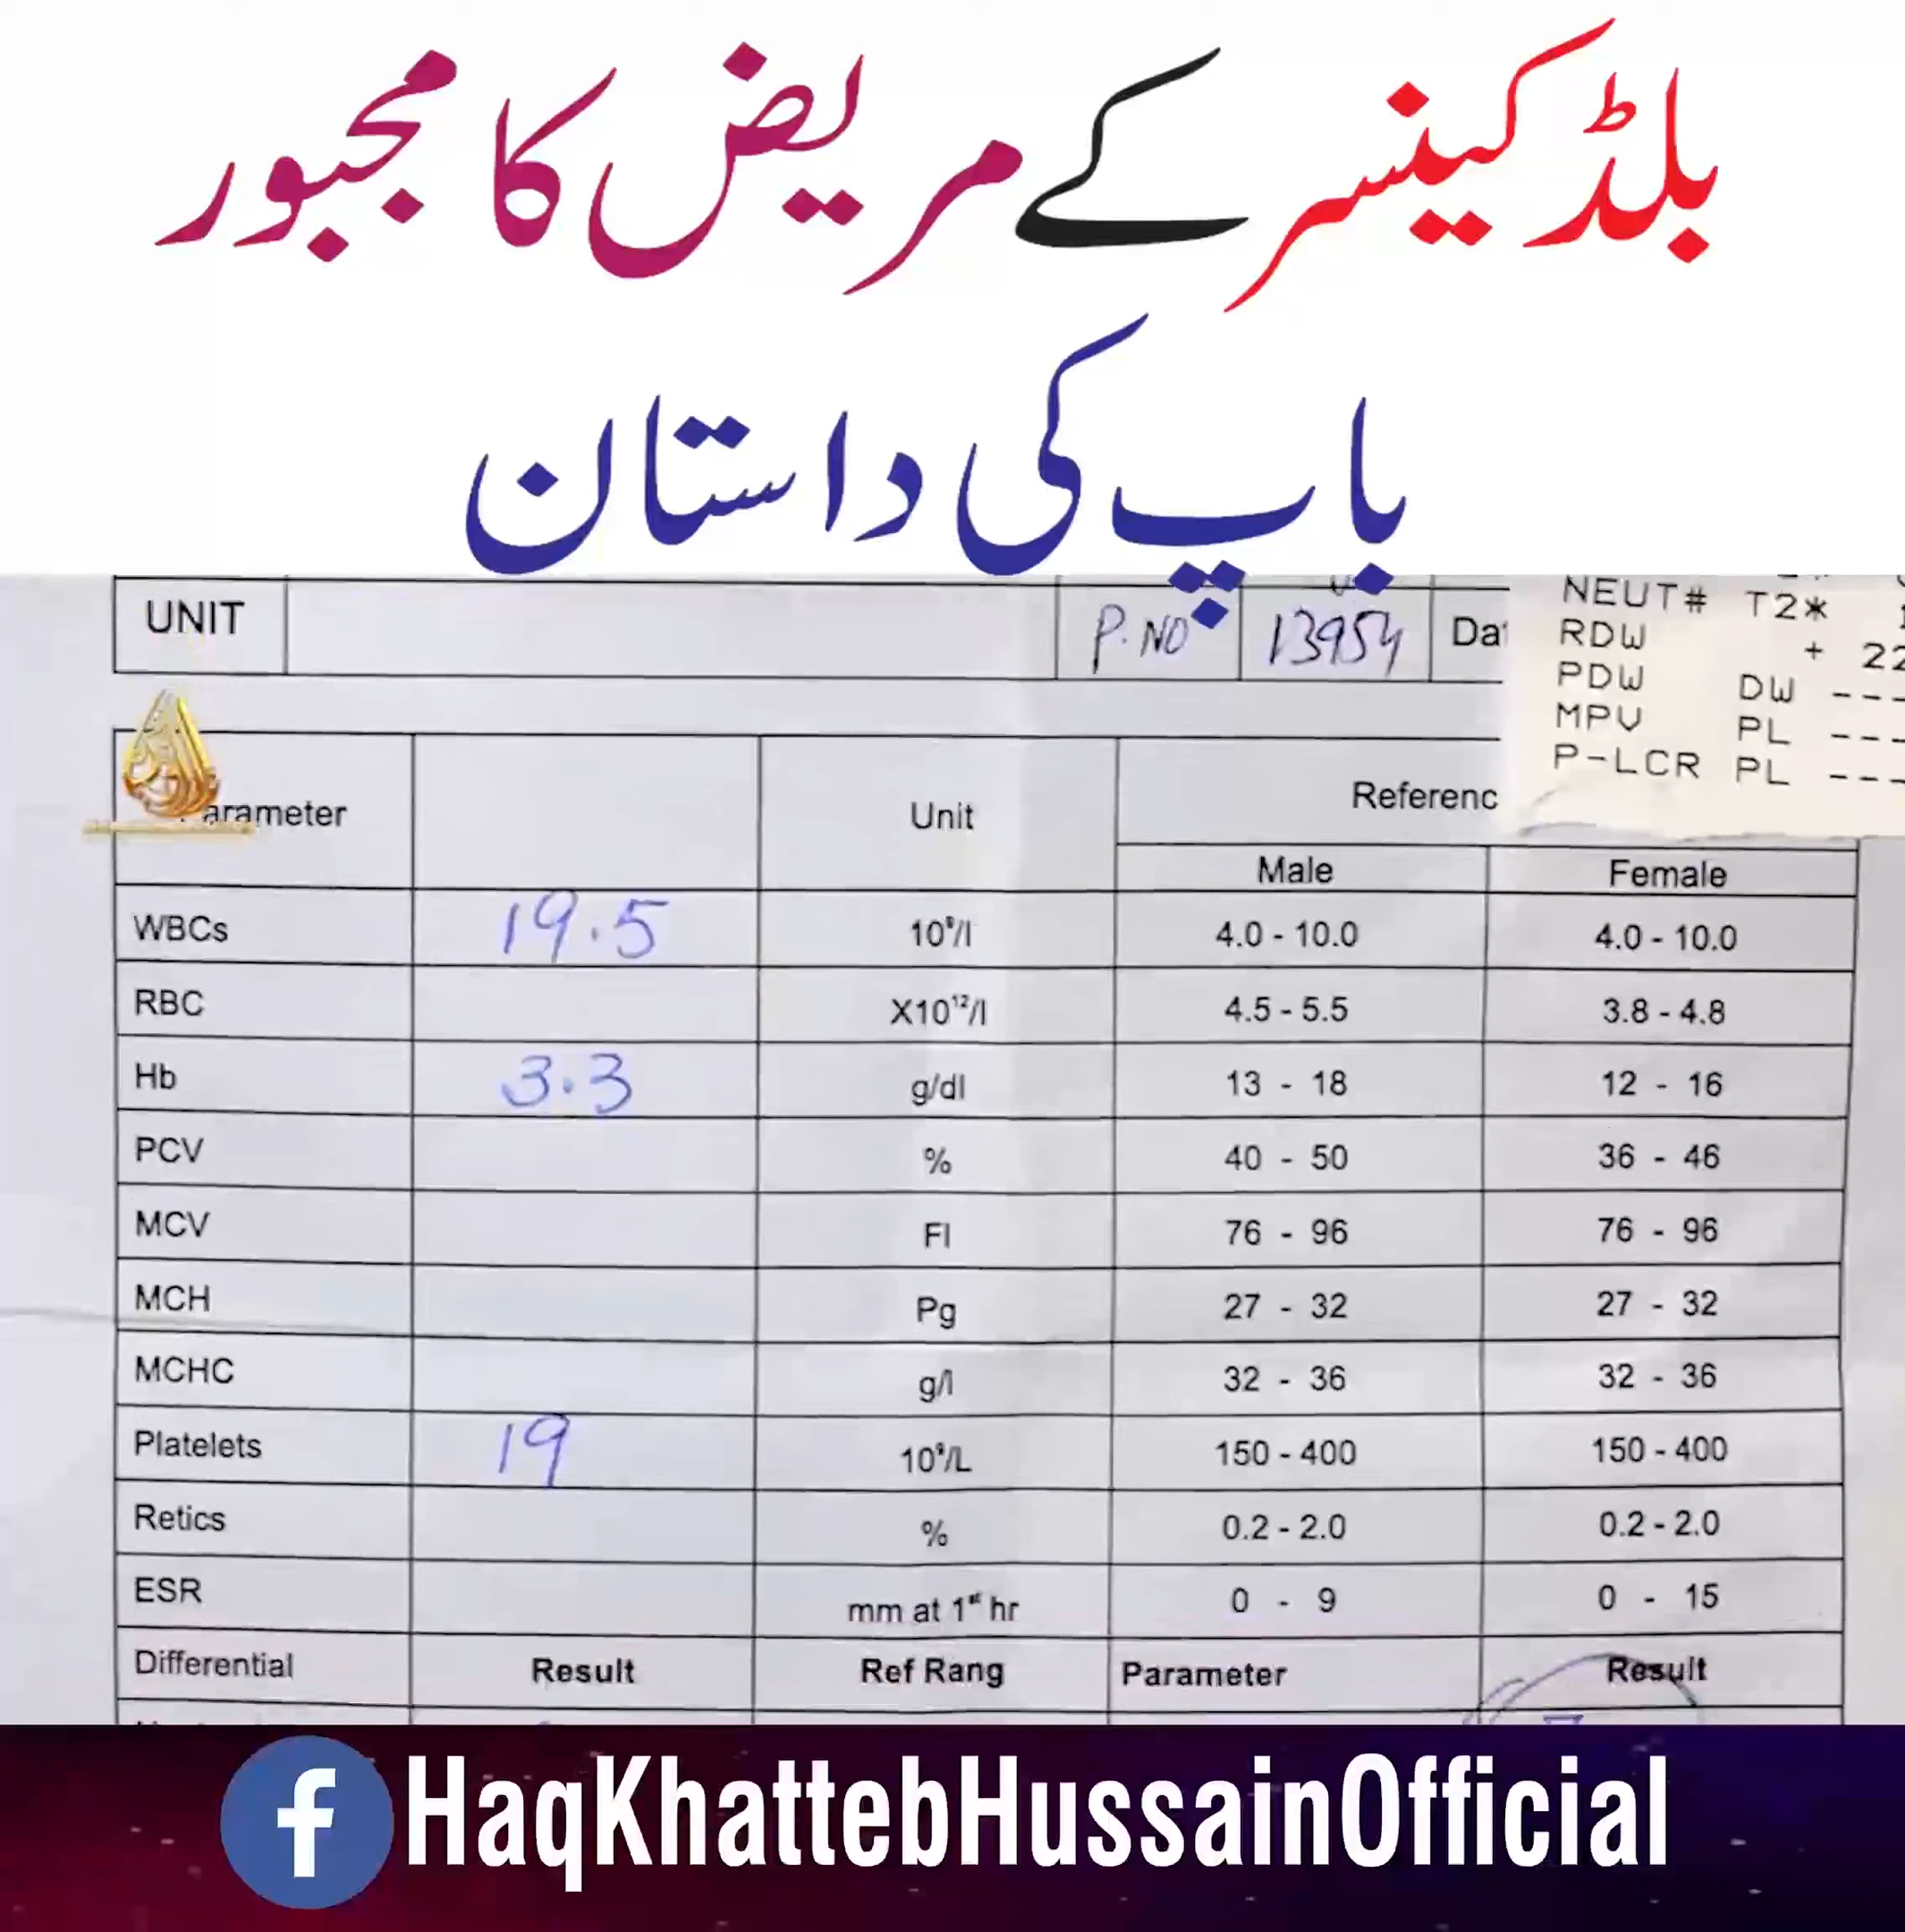 بلڈ کینسر کے مریض کا مجبور
باپ کی داستان
UNIT P.NO 13954
NEUT# T2*
RDW + 22
PDW DW ---
MPV PL ---
P-LCR PL ---
Unit
Male Female
WBCs 19.5 10⁹/l 4.0 - 10.0 4.0 - 10.0
RBC X10¹²/l 4.5 - 5.5 3.8 - 4.8
Hb 3.3 g/dl 13 - 18 12 - 16
PCV % 40 - 50 36 - 46
MCV Fl 76 - 96 76 - 96
MCH Pg 27 - 32 27 - 32
MCHC g/l 32 - 36 32 - 36
Platelets 19 10⁹/L 150 - 400 150 - 400
Retics % 0.2 - 2.0 0.2 - 2.0
ESR mm at 1st hr 0 - 9 0 - 15
Differential Result Ref Rang Parameter Result
f HaqKhattebHussainOfficial